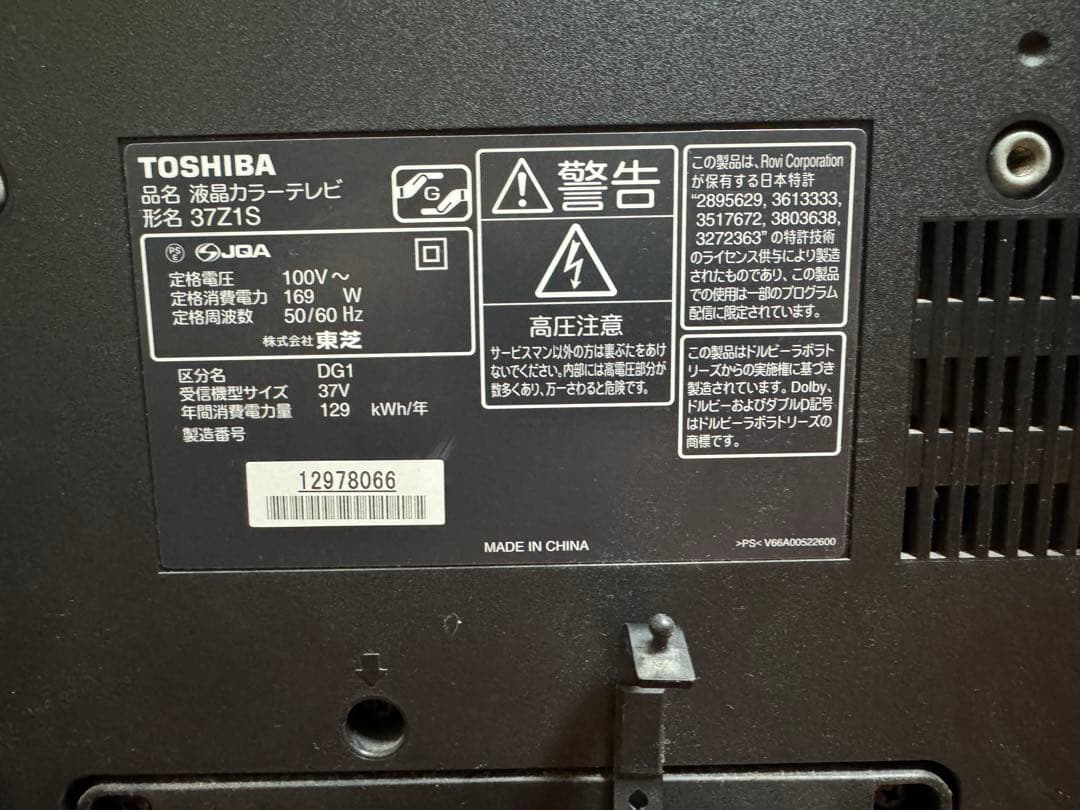 TOSHIBA
品名 液晶カラーテレビ
形名 37Z1S
G
PS
E
JQA
定格電圧 100V～
定格消費電力 169 W
定格周波数 50/60 Hz
株式会社 東芝
区分名 DG1
受信機型サイズ 37V
年間消費電力量 129 kWh/年
製造番号
12978066
警告
高圧注意
サービスマン以外の方は裏ぶたをあけ
ないでください。内部には高電圧部分が
数多くあり、万一さわると危険です。
この製品は、Rovi Corporation
が保有する日本特許
"2895629, 3613333,
3517672, 3803638,
3272363"の特許技術
のライセンス供与により製造
されたものであり、この製品
での使用は一部のプログラム
配信に限定されています。
この製品はドルビーラボラト
リーズからの実施権に基づき
製造されています。Dolby、
ドルビーおよびダブルD記号
はドルビーラボラトリーズの
商標です。
MADE IN CHINA
>PS< V66A00522600